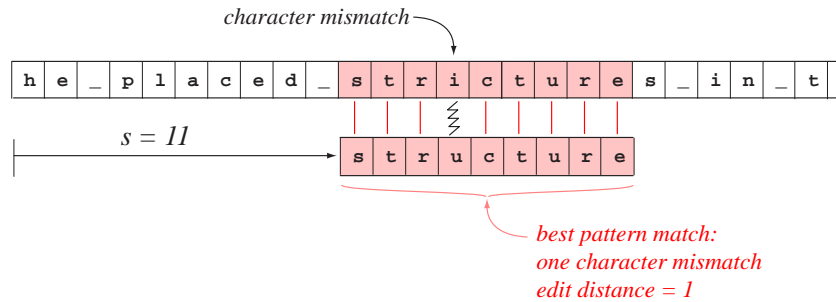 character mismatch
h e _ p l a c e d _ s t r i c t u r e s _ i n _ t
s = 11
s t r u c t u r e
best pattern match:
one character mismatch
edit distance = 1